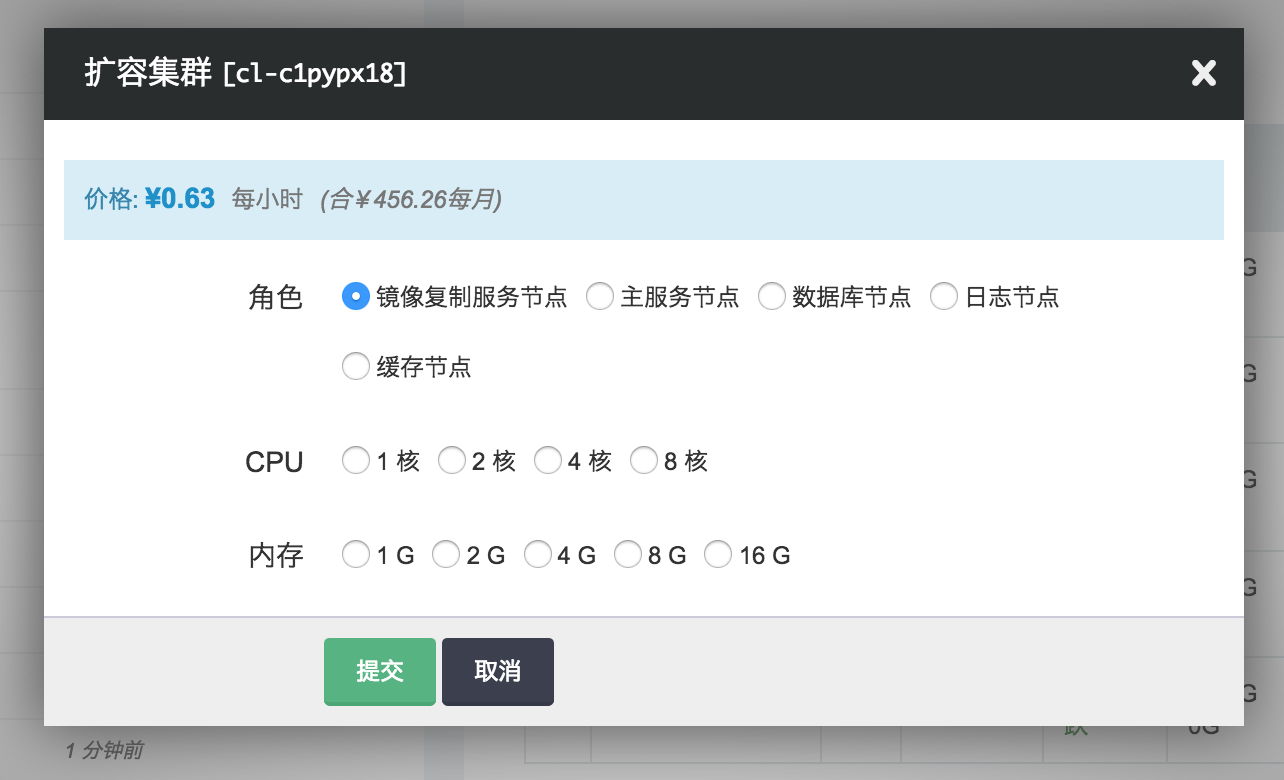 扩容集群 [cl-c1pypx18]
价格: ¥0.63 每小时 (合¥456.26每月)
角色 镜像复制服务节点 主服务节点 数据库节点 日志节点
缓存节点
CPU 1 核 2 核 4 核 8 核
内存 1 G 2 G 4 G 8 G 16 G
提交 取消
1 分钟前